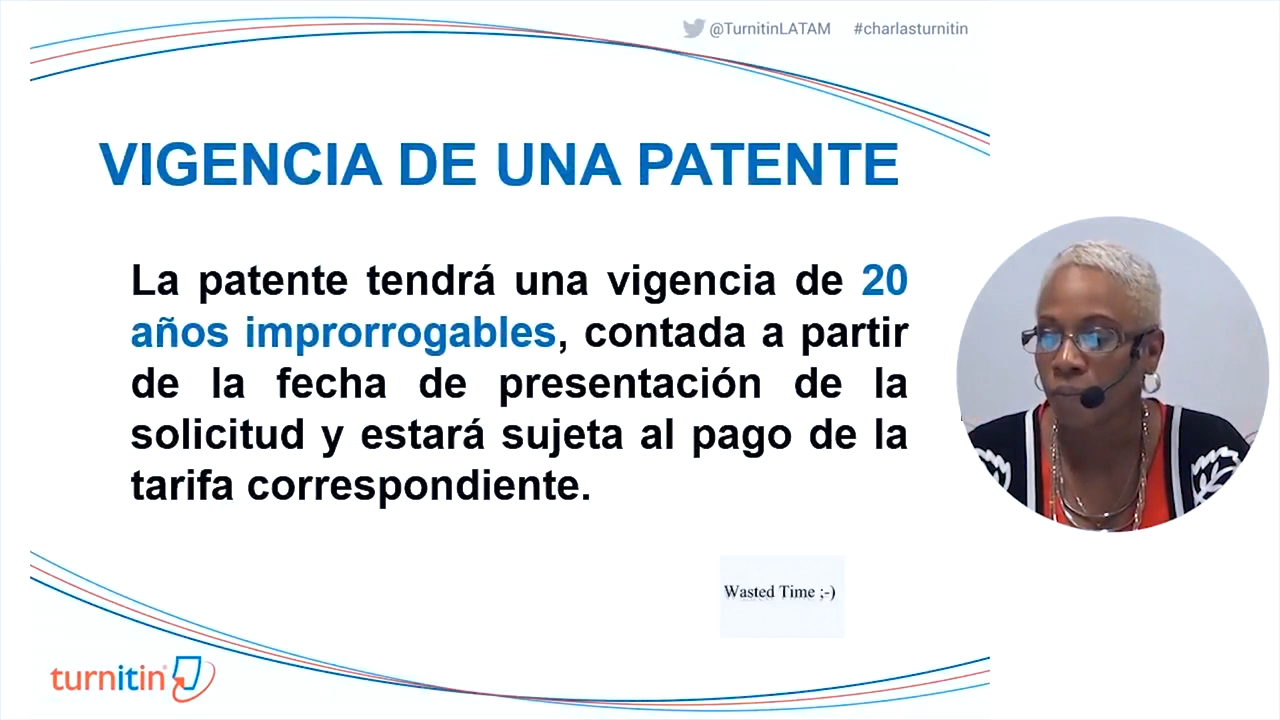 @TurnitinLATAM #charlasturnitin
VIGENCIA DE UNA PATENTE
La patente tendrá una vigencia de 20
años improrrogables, contada a partir
de la fecha de presentación de la
solicitud y estará sujeta al pago de la
tarifa correspondiente.
Wasted Time ;-)
turnitin